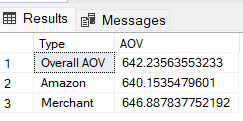 Results Messages
Type AOV
1 Overall AOV 642.23563553233
2 Amazon 640.1535479601
3 Merchant 646.887837752192